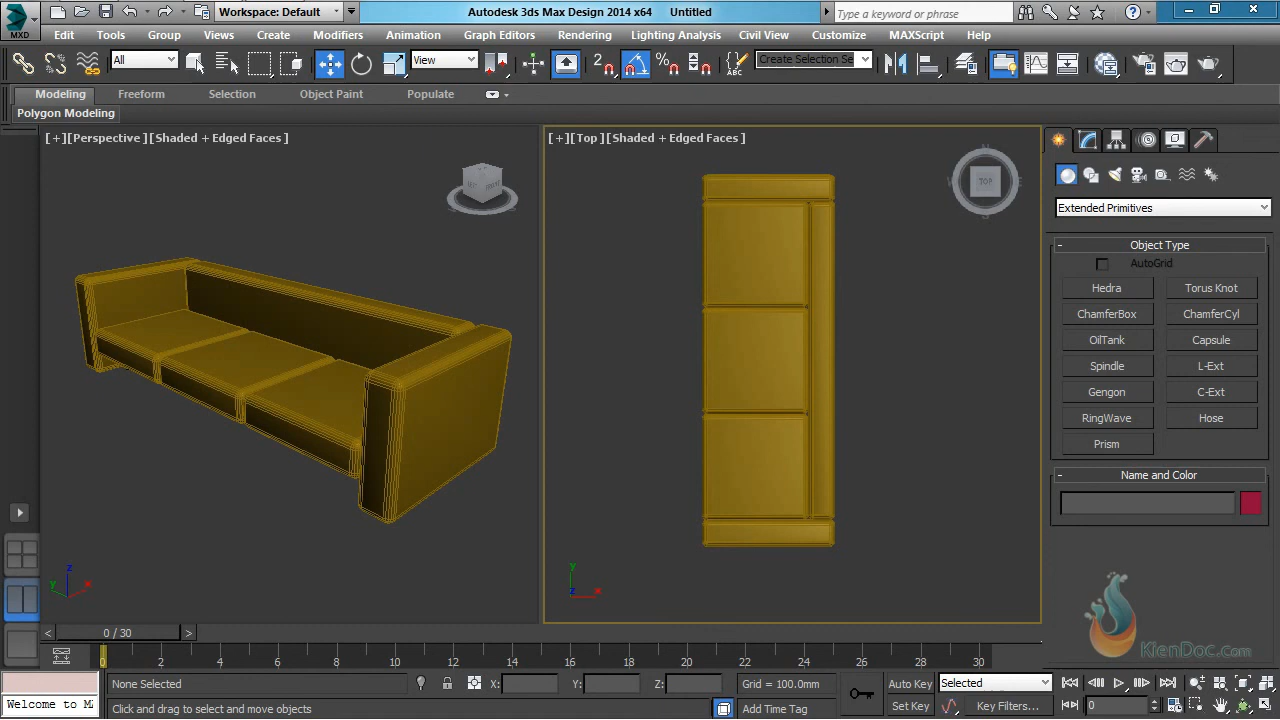 Autodesk 3ds Max Design 2014 x64 Untitled
MXD
Workspace: Default
Type a keyword or phrase
Edit Tools Group Views Create Modifiers Animation Graph Editors Rendering Lighting Analysis Civil View Customize MAXScript Help
All
View
2
Create Selection Se
Modeling Freeform Selection Object Paint Populate
Polygon Modeling
[+][Perspective][Shaded + Edged Faces]
[+][Top][Shaded + Edged Faces]
N
TOP
Extended Primitives
- Object Type
AutoGrid
Hedra Torus Knot
ChamferBox ChamferCyl
OilTank Capsule
Spindle L-Ext
Gengon C-Ext
RingWave Hose
Prism
- Name and Color
z
y x
y
z x
KienDoc.com
< 0 / 30 >
0 2 4 6 8 10 12 14 16 18 20 22 24 26 28 30
None Selected
X: Y: Z:
Grid = 100.0mm
Auto Key
Selected
Welcome to MA
Click and drag to select and move objects
Add Time Tag
Set Key
Key Filters...
0